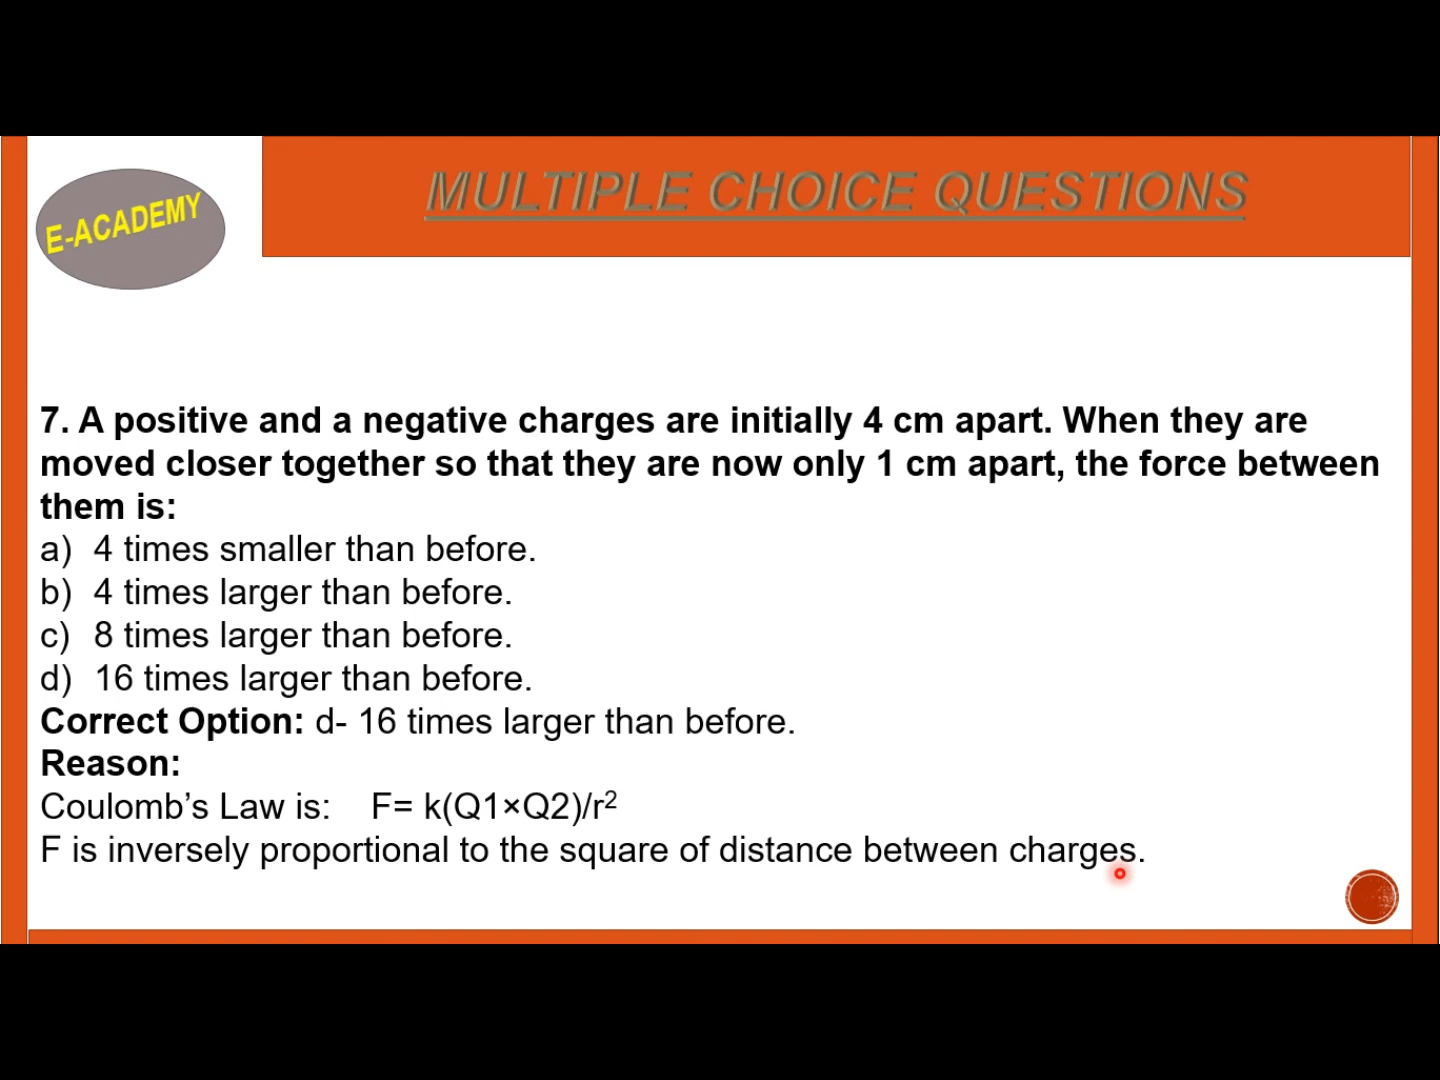 E-ACADEMY
MULTIPLE CHOICE QUESTIONS
7. A positive and a negative charges are initially 4 cm apart. When they are
moved closer together so that they are now only 1 cm apart, the force between
them is:
a) 4 times smaller than before.
b) 4 times larger than before.
c) 8 times larger than before.
d) 16 times larger than before.
Correct Option: d- 16 times larger than before.
Reason:
Coulomb’s Law is: F= k(Q1×Q2)/r²
F is inversely proportional to the square of distance between charges.